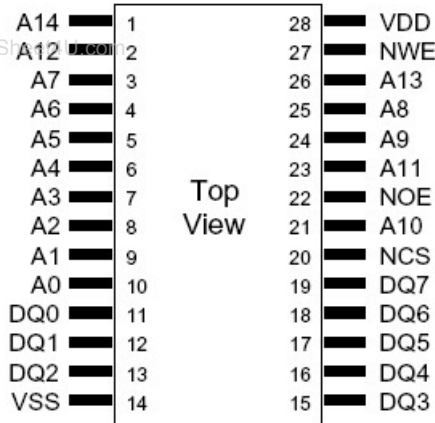 A14 1 28 VDD
A12 2 27 NWE
A7 3 26 A13
A6 4 25 A8
A5 5 24 A9
A4 6 23 A11
A3 7 Top 22 NOE
A2 8 View 21 A10
A1 9 20 NCS
A0 10 19 DQ7
DQ0 11 18 DQ6
DQ1 12 17 DQ5
DQ2 13 16 DQ4
VSS 14 15 DQ3